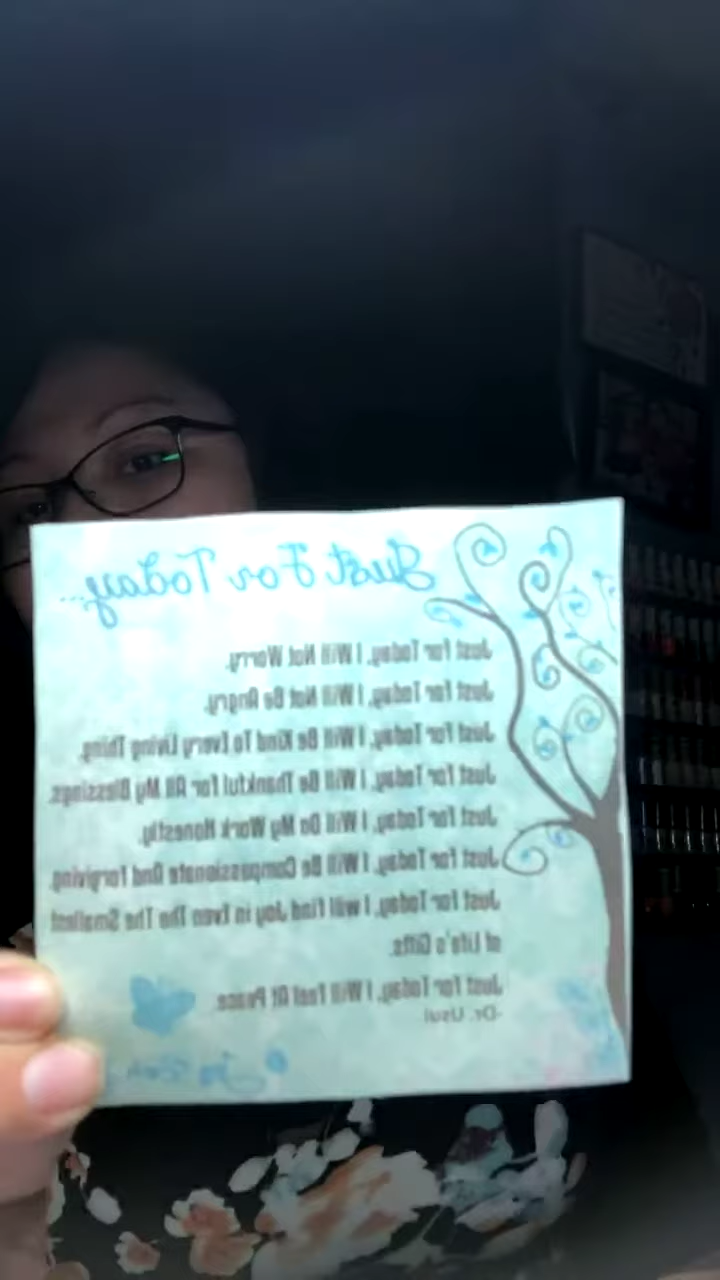 Just For Today...
Just for Today, I Will Not Worry.
Just for Today, I Will Not Be Angry.
Just for Today, I Will Be Kind To Every Living Thing.
Just for Today, I Will Be Thankful for All My Blessings.
Just for Today, I Will Do My Work Honestly.
Just for Today, I Will Be Compassionate And Forgiving.
Just for Today, I will find Joy in Even The The Smallest
of Life's Gifts.
Just for Today, I Will Feel At Peace.
-Dr. Usui